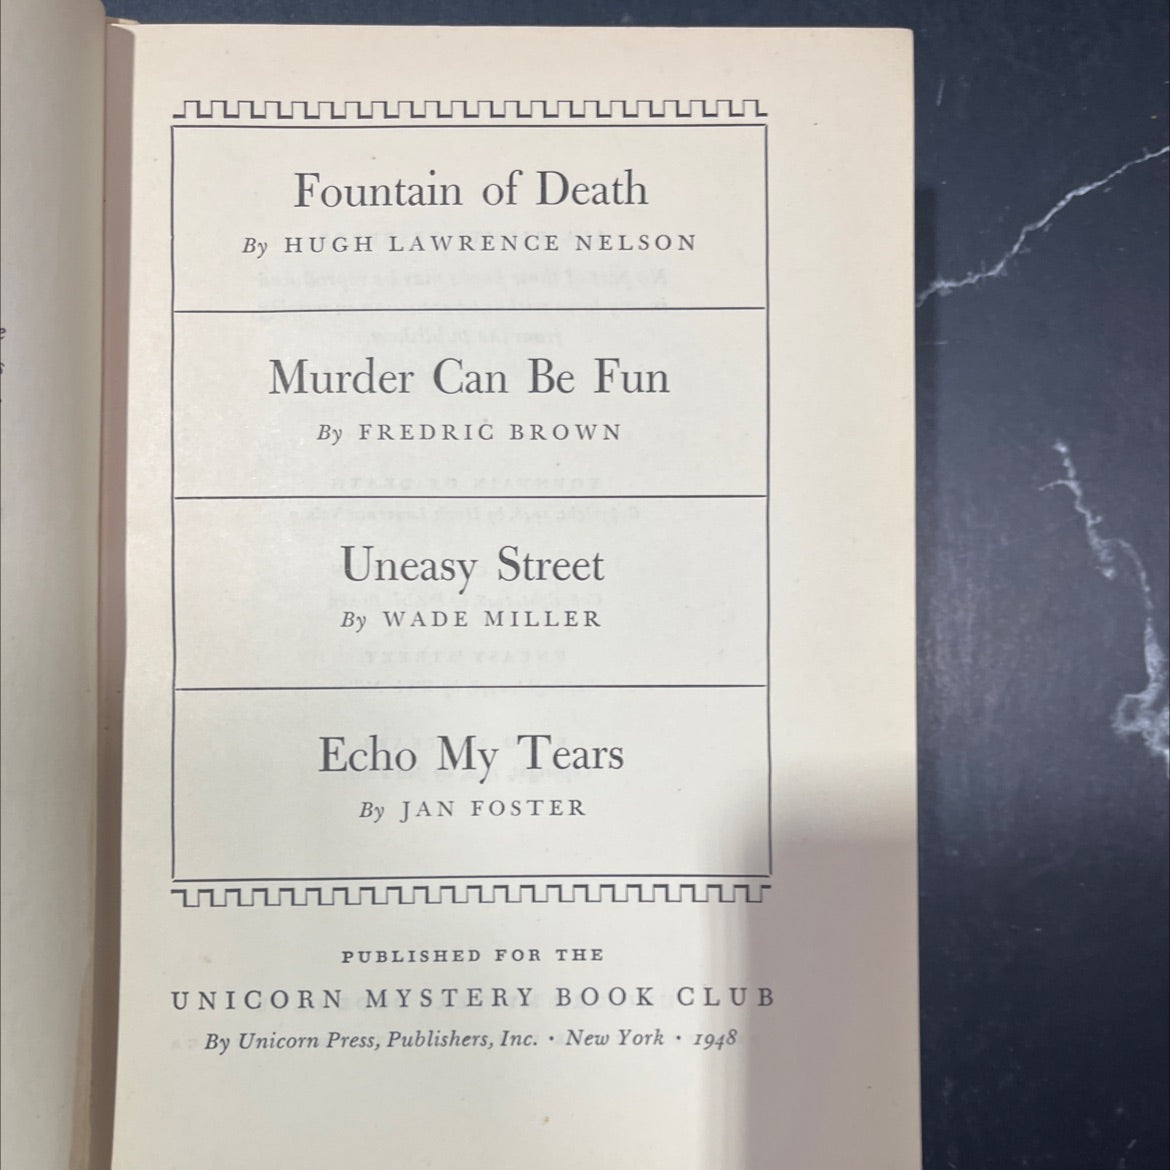 Fountain of Death
By HUGH LAWRENCE NELSON
Murder Can Be Fun
By FREDRIC BROWN
Uneasy Street
By WADE MILLER
Echo My Tears
By JAN FOSTER
PUBLISHED FOR THE
UNICORN MYSTERY BOOK CLUB
By Unicorn Press, Publishers, Inc. · New York · 1948